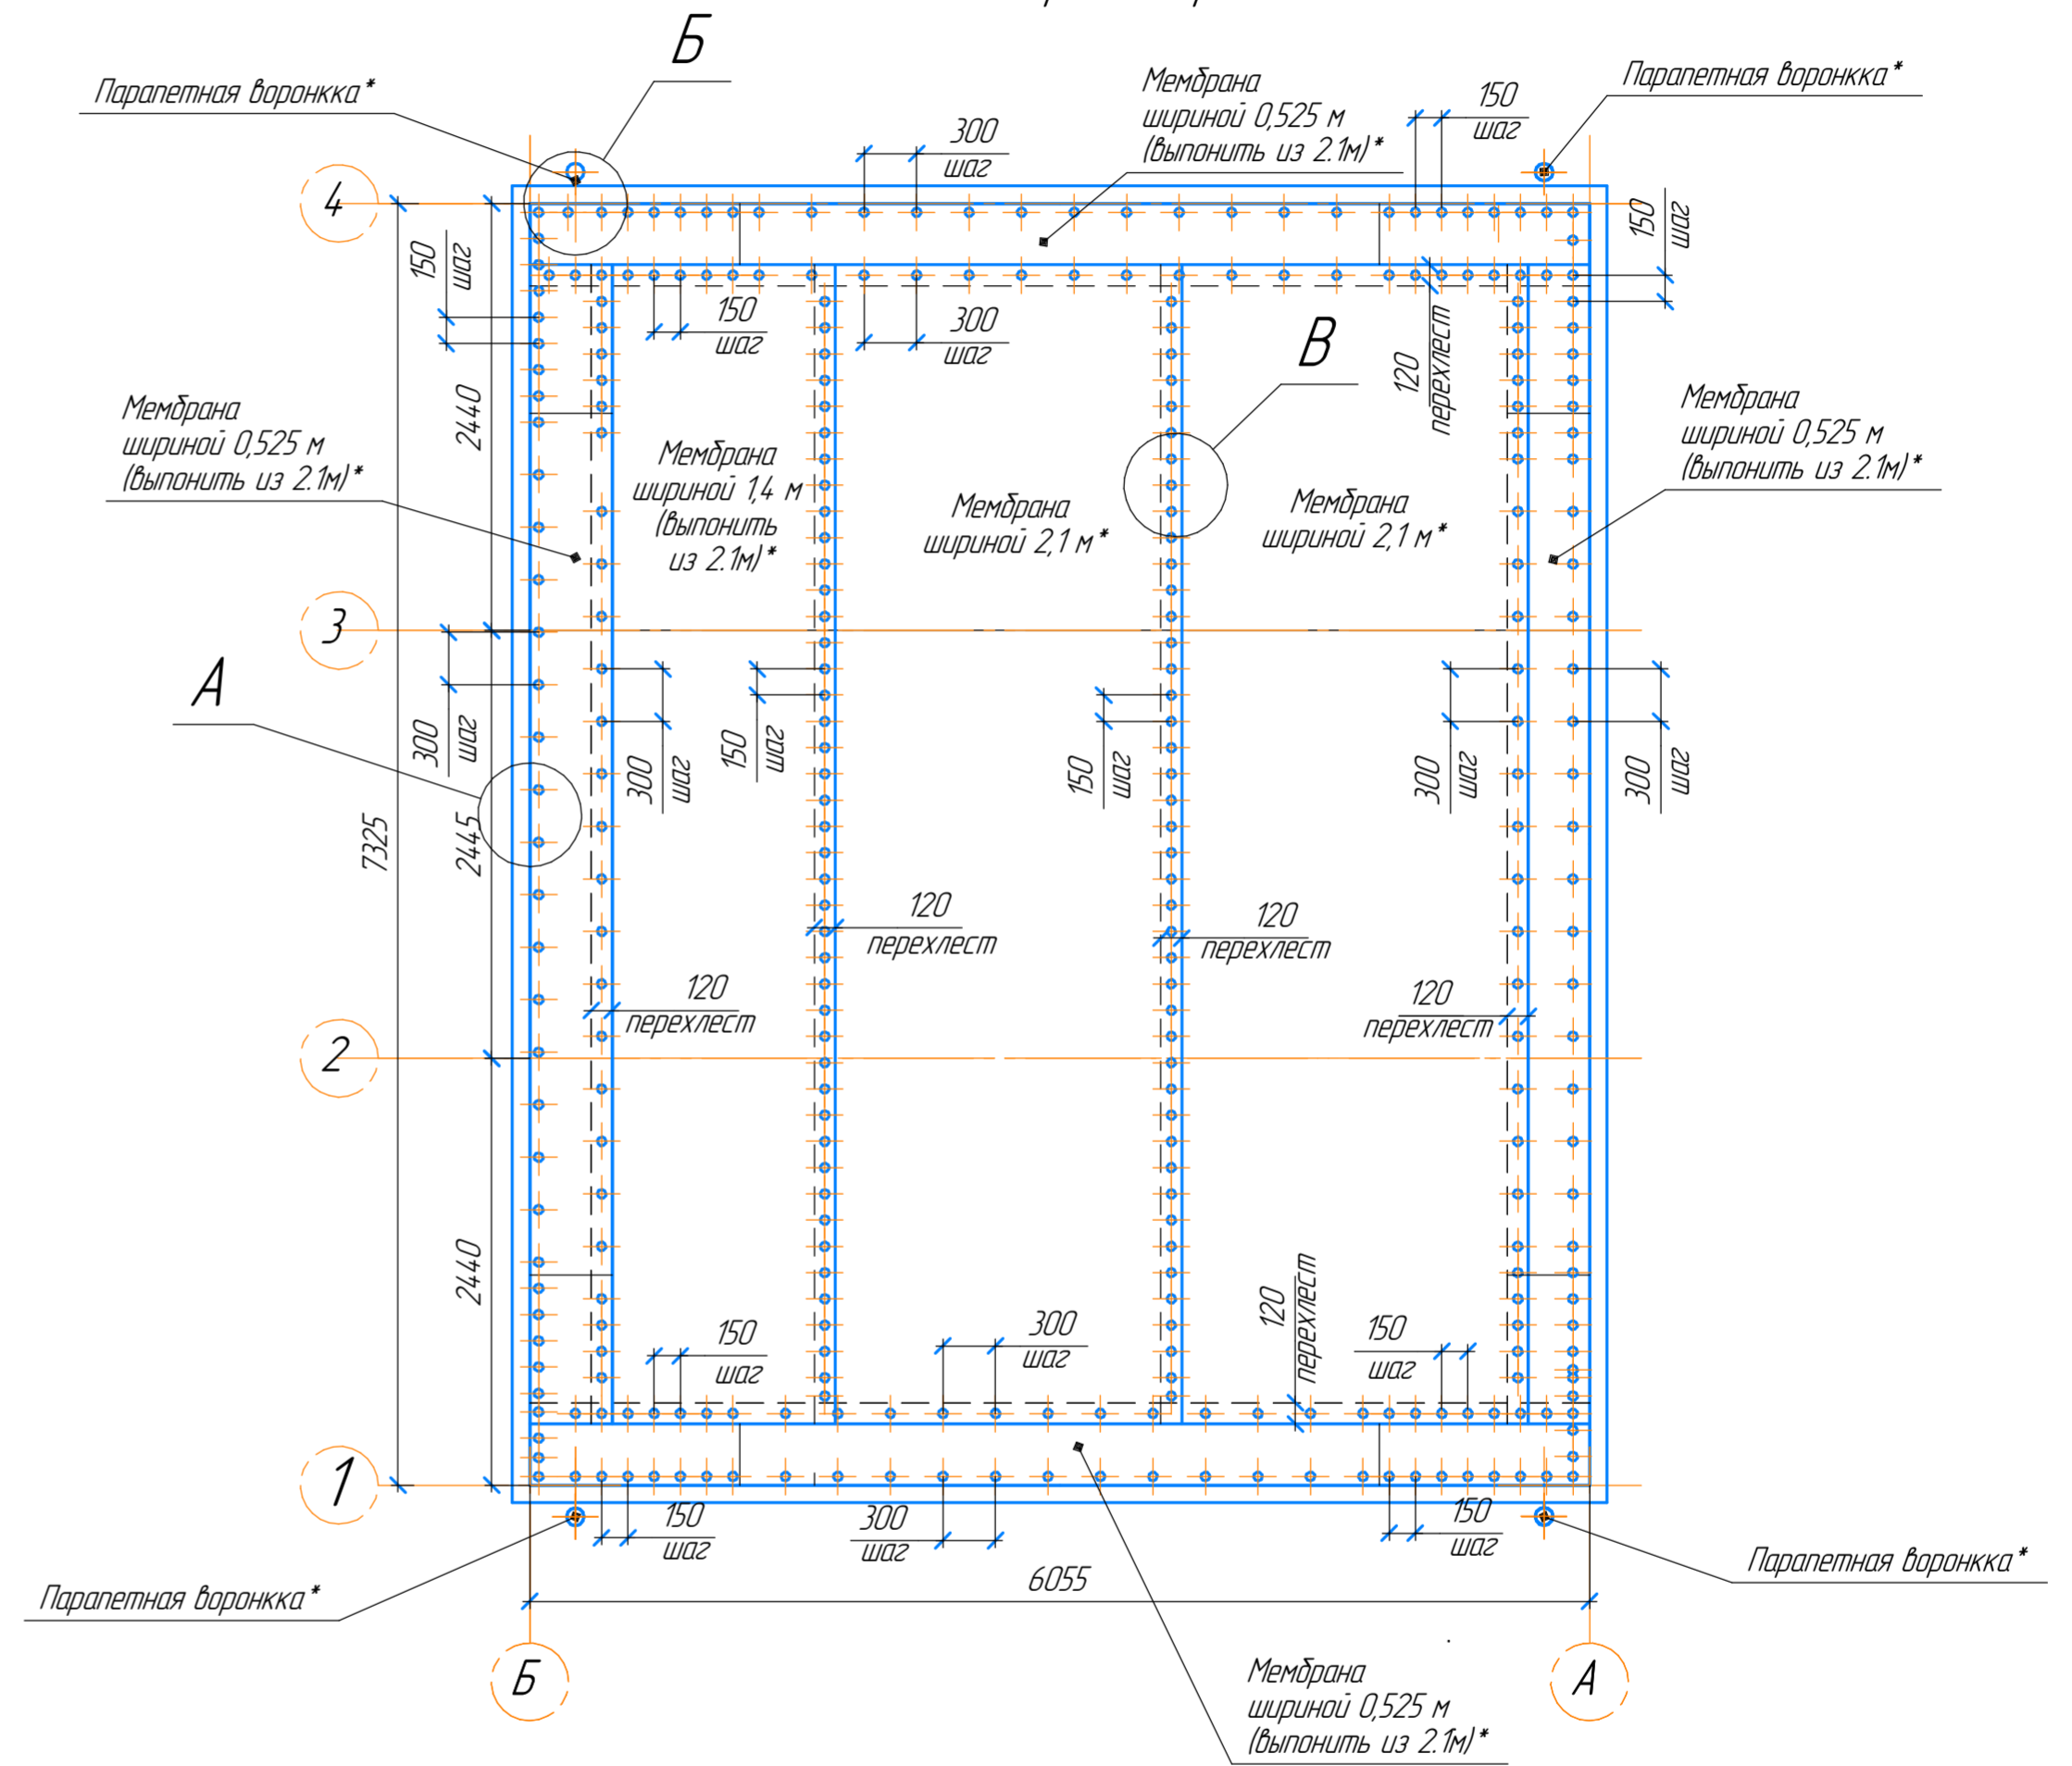 Б
Парапетная воронкка*
Мембрана
шириной 0,525 м
(выпонить из 2.1м)*
Парапетная воронкка*
300
шаг
150
шаг
4
150
шаг
150
шаг
150
шаг
300
шаг
В
120
перехлест
2440
Мембрана
шириной 0,525 м
(выпонить из 2.1м)*
Мембрана
шириной 1,4 м
(выпонить
из 2.1м)*
Мембрана
шириной 2,1 м*
Мембрана
шириной 2,1 м*
Мембрана
шириной 0,525 м
(выпонить из 2.1м)*
3
А
300
шаг
300
шаг
150
шаг
150
шаг
300
шаг
300
шаг
7325
2445
120
перехлест
120
перехлест
120
перехлест
120
перехлест
2
2440
150
шаг
300
шаг
120
перехлест
150
шаг
1
150
шаг
300
шаг
150
шаг
Парапетная воронкка*
6055
Парапетная воронкка*
Б
А
Мембрана
шириной 0,525 м
(выпонить из 2.1м)*